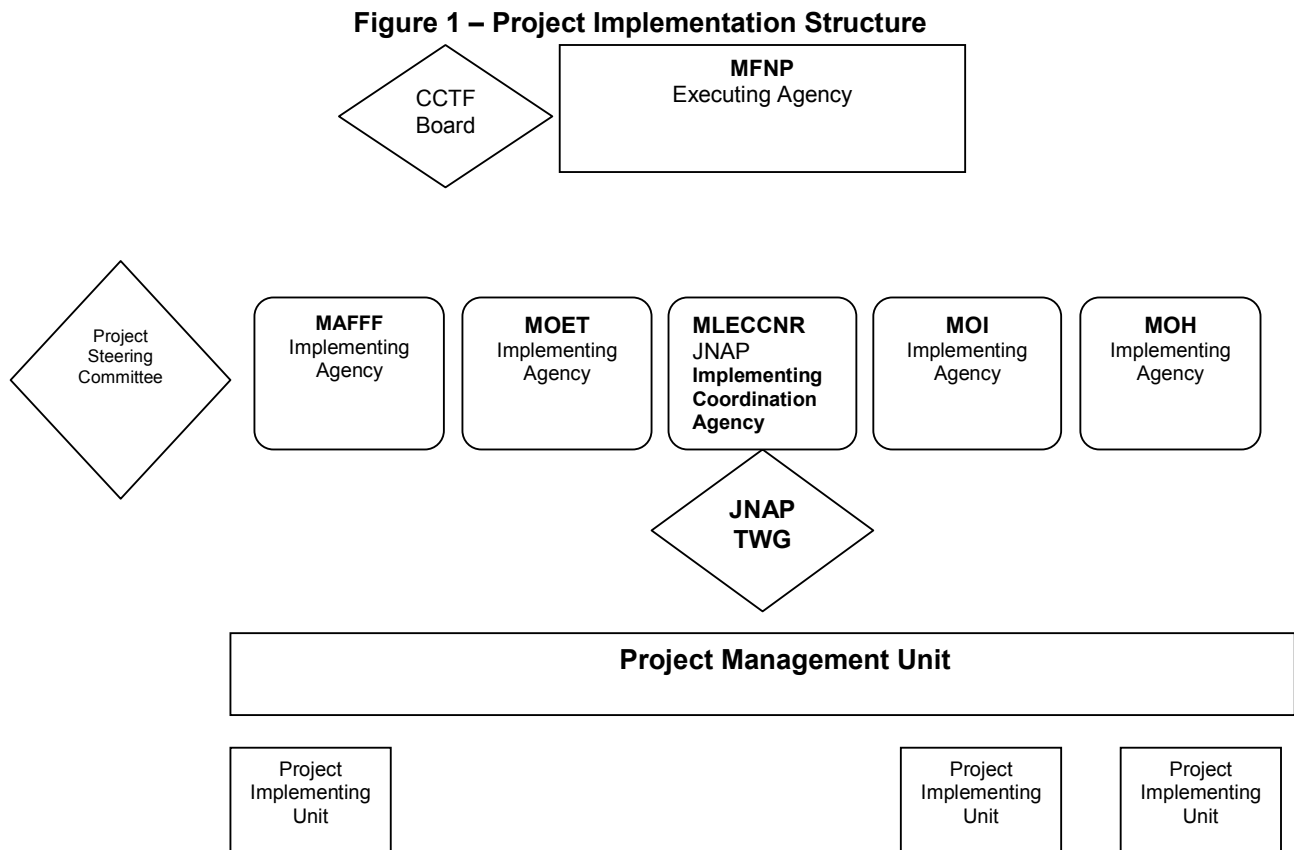 Figure 1 – Project Implementation Structure
CCTF
Board
MFNP
Executing Agency
Project
Steering
Committee
MAFFF
Implementing
Agency
MOET
Implementing
Agency
MLECCNR
JNAP
Implementing
Coordination
Agency
MOI
Implementing
Agency
MOH
Implementing
Agency
JNAP
TWG
Project Management Unit
Project
Implementing
Unit
Project
Implementing
Unit
Project
Implementing
Unit